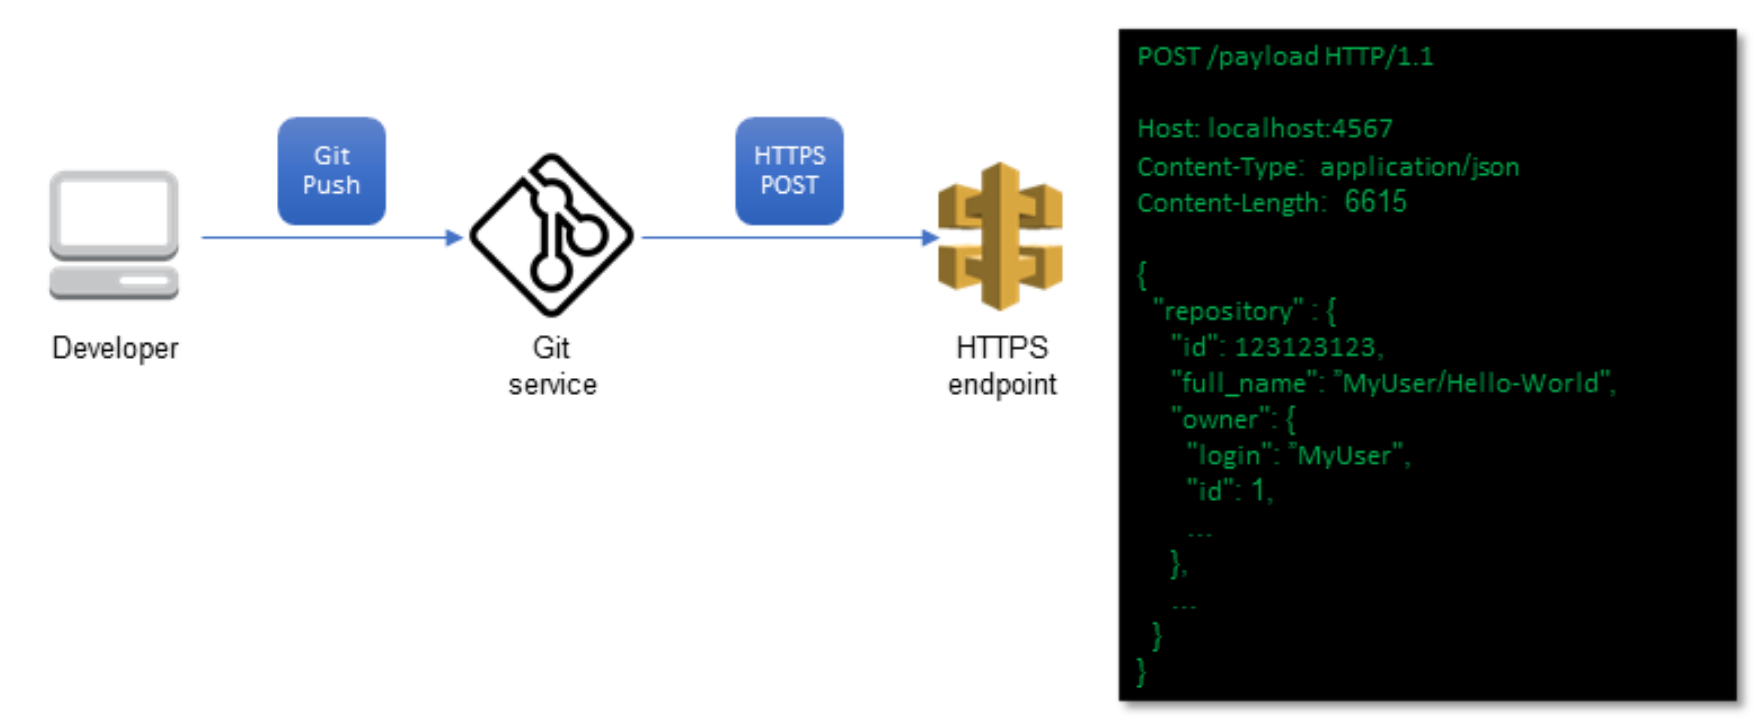 Git
Push
HTTPS
POST
Developer
Git
service
HTTPS
endpoint
POST /payload HTTP/1.1
Host: localhost:4567
Content-Type: application/json
Content-Length: 6615
{
"repository" : {
"id": 123123123,
"full_name": ”MyUser/Hello-World",
"owner": {
"login": ”MyUser",
"id": 1,
...
},
...
}
}